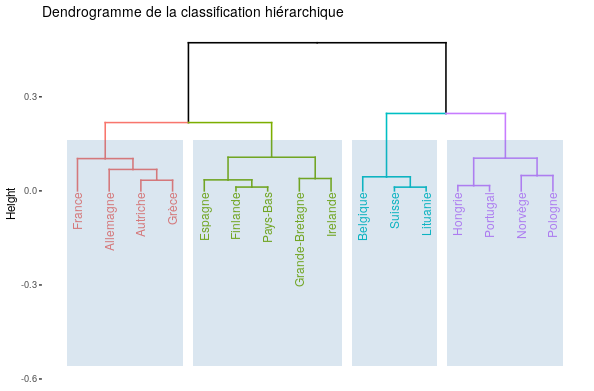 Dendrogramme de la classification hiérarchique
Height
0.3
0.0
-0.3
-0.6
France
Allemagne
Autriche
Grèce
Espagne
Finlande
Pays-Bas
Grande-Bretagne
Irelande
Belgique
Suisse
Lituanie
Hongrie
Portugal
Norvège
Pologne